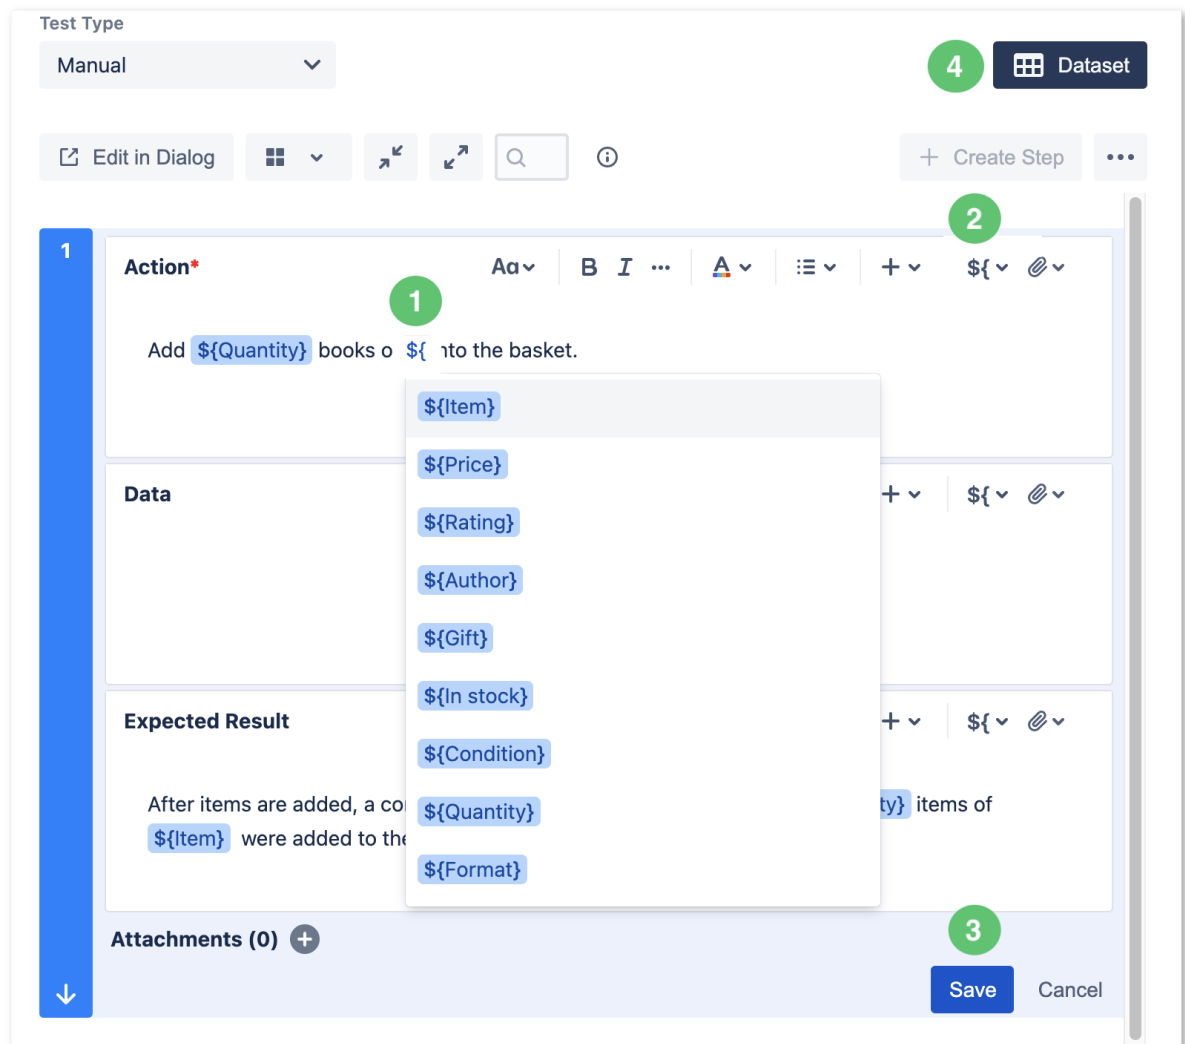 Test Type
Manual
4
Dataset
Edit in Dialog
Create Step
1
2
Action*
Aa
B I
A
${
1
Add ${Quantity} books o ${ nto the basket.
${Item}
${Price}
Data
${
${Rating}
${Author}
${Gift}
${In stock}
Expected Result
${
${Condition}
After items are added, a co
${Quantity}
ty} items of
${Item} were added to the
${Format}
Attachments (0)
3
Save
Cancel